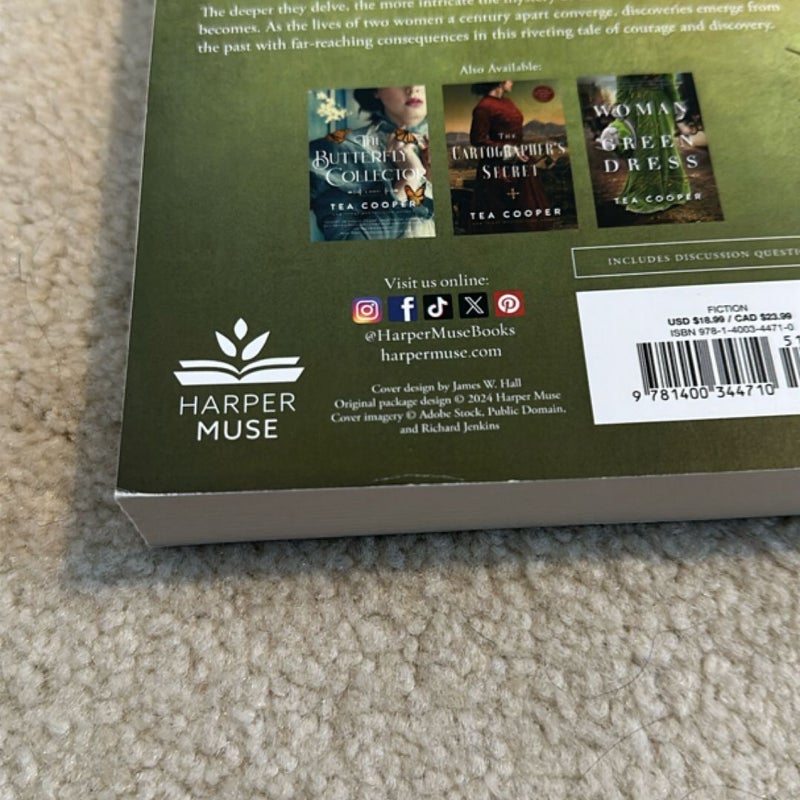 The deeper they delve, the more intricate the
becomes. As the lives of two women a century apart converge, discoveries emerge from
the past with far-reaching consequences in this riveting tale of courage and discovery.
Also Available:
THE
BUTTERFLY
COLLECTOR
TEA COOPER
THE
CARTOGRAPHER'S
SECRET
TEA COOPER
WOMAN
GREEN
DRESS
TEA COOPER
INCLUDES DISCUSSION
Visit us online:
@HarperMuseBooks
harpermuse.com
HARPER
MUSE
Cover design by James W. Hall
Original package design © 2024 Harper Muse
Cover imagery © Adobe Stock, Public Domain,
and Richard Jenkins
FICTION
USD $18.99 / CAD $23.99
ISBN 978-1-4003-4471-0
51
9 781400 344710